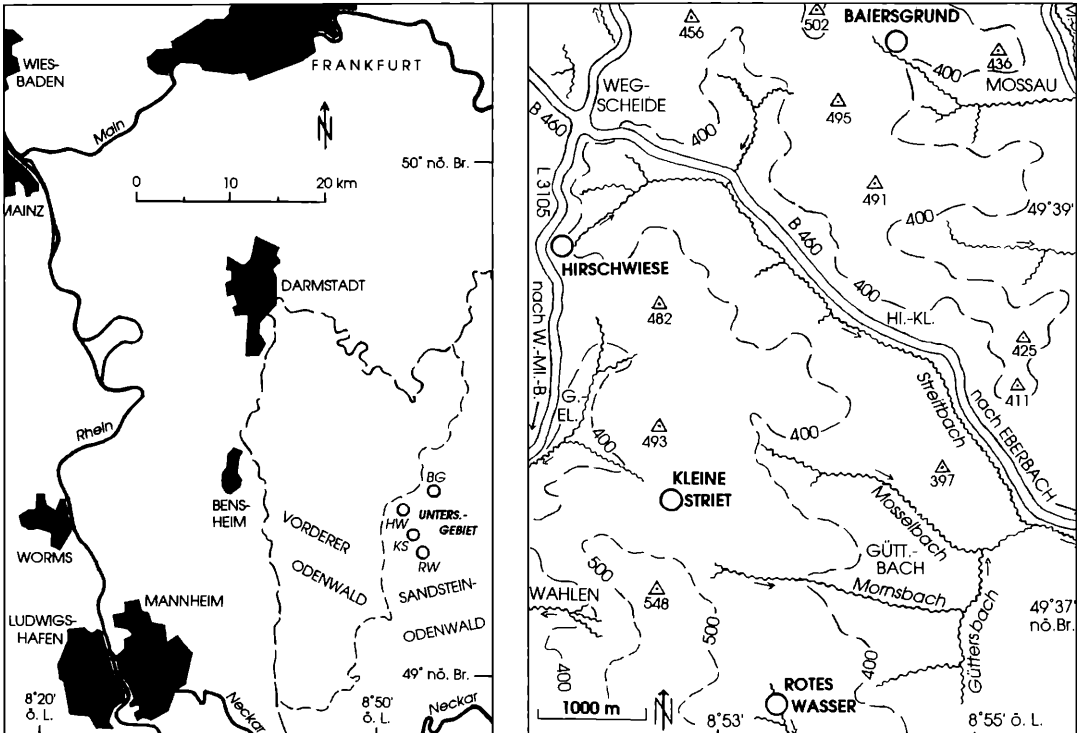 WIES-
BADEN
FRANKFURT
Main
N
50° nö. Br.
0 10 20 km
MAINZ
DARMSTADT
Rhein
BENS-
HEIM
BG
HW
UNTERS.-
GEBIET
KS
RW
VORDERER
ODENWALD
SANDSTEIN-
ODENWALD
WORMS
MANNHEIM
LUDWIGS-
HAFEN
49° nö. Br.
8°20'
ö. L.
8°50'
ö. L.
Neckar
Neckar
456
502
BAIERSGRUND
436
400
MOSSAU
WEG-
SCHEIDE
B 460
400
495
491
400
49°39'
L 3105
HIRSCHWIESE
B 460
400
HI.-KL.
482
425
411
nach W.-MI.-B.
G.-
EL.
400
493
400
Streitbach
nach EBERBACH
397
KLEINE
STRIET
Mosselbach
GÜTT.-
BACH
500
WAHLEN
548
Mornsbach
500
400
49°37'
nö.Br.
Güttersbach
400
1000 m
N
ROTES
WASSER
8°53'
8°55' ö. L.